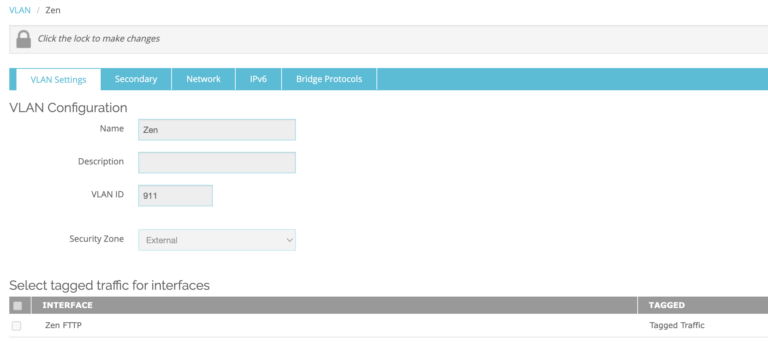 VLAN / Zen
Click the lock to make changes
VLAN Settings Secondary Network IPv6 Bridge Protocols
VLAN Configuration
Name Zen
Description
VLAN ID 911
Security Zone External
Select tagged traffic for interfaces
INTERFACE TAGGED
Zen FTTP Tagged Traffic